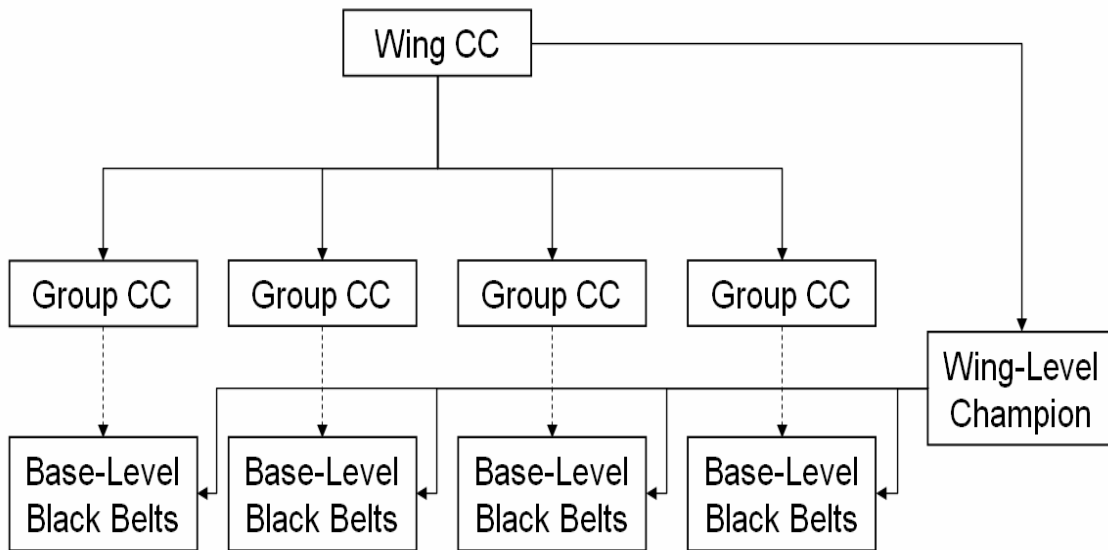 Wing CC
Group CC
Group CC
Group CC
Group CC
Wing-Level
Champion
Base-Level
Black Belts
Base-Level
Black Belts
Base-Level
Black Belts
Base-Level
Black Belts